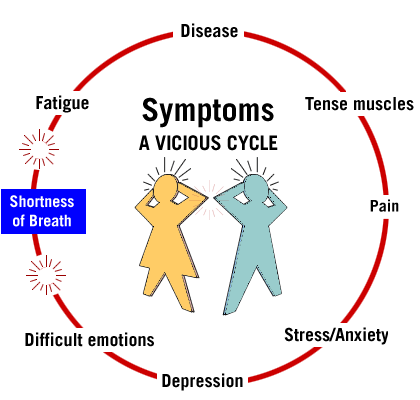 Disease
Fatigue
Symptoms
Tense muscles
A VICIOUS CYCLE
Shortness
of Breath
Pain
Difficult emotions
Stress/Anxiety
Depression